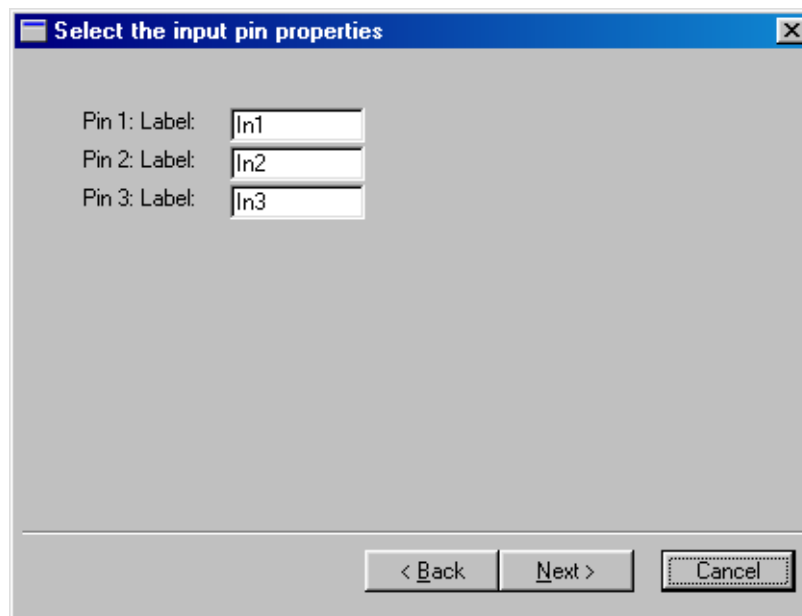 Select the input pin properties
Pin 1: Label: In1
Pin 2: Label: In2
Pin 3: Label: In3
< Back Next > Cancel